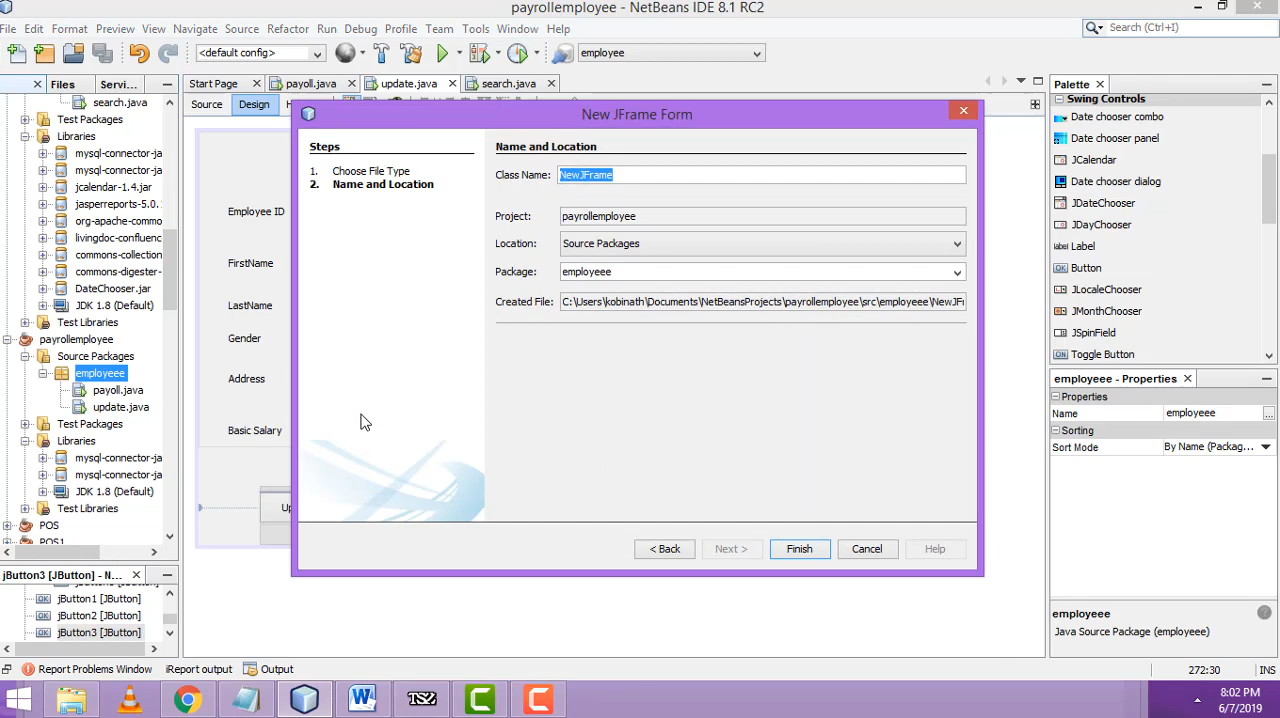 payrollemployee - NetBeans IDE 8.1 RC2
File Edit Format Preview View Navigate Source Refactor Run Debug Profile Team Tools Window Help
Search (Ctrl+I)
<default config>
employee
Files
Servi...
Start Page
payoll.java
update.java
search.java
Palette
Source
Design
search.java
Test Packages
Libraries
mysql-connector-ja
mysql-connector-ja
jcalendar-1.4.jar
jasperreports-5.0.
org-apache-commo
livingdoc-confluenc
commons-collection
commons-digester-
DateChooser.jar
JDK 1.8 (Default)
Test Libraries
payrollemployee
Source Packages
employeee
payoll.java
update.java
Test Packages
Libraries
mysql-connector-ja
mysql-connector-ja
JDK 1.8 (Default)
Test Libraries
POS
POS1
jButton3 [JButton] - N...
jButton1 [JButton]
jButton2 [JButton]
jButton3 [JButton]
Employee ID
FirstName
LastName
Gender
Address
Basic Salary
Up
New JFrame Form
Steps
1. Choose File Type
2. Name and Location
Name and Location
Class Name: NewJFrame
Project: payrollemployee
Location: Source Packages
Package: employeee
Created File: C:\Users\kobinath\Documents\NetBeansProjects\payrollemployee\src\employeee\NewJFr
< Back
Next >
Finish
Cancel
Help
Swing Controls
Date chooser combo
Date chooser panel
JCalendar
Date chooser dialog
JDateChooser
JDayChooser
Label
Button
JLocaleChooser
JMonthChooser
JSpinField
Toggle Button
employeee - Properties
Properties
Name employeee
Sorting
Sort Mode By Name (Packag...
employeee
Java Source Package (employeee)
Report Problems Window
iReport output
Output
272:30
INS
W
TS2
C
C
8:02 PM
6/7/2019